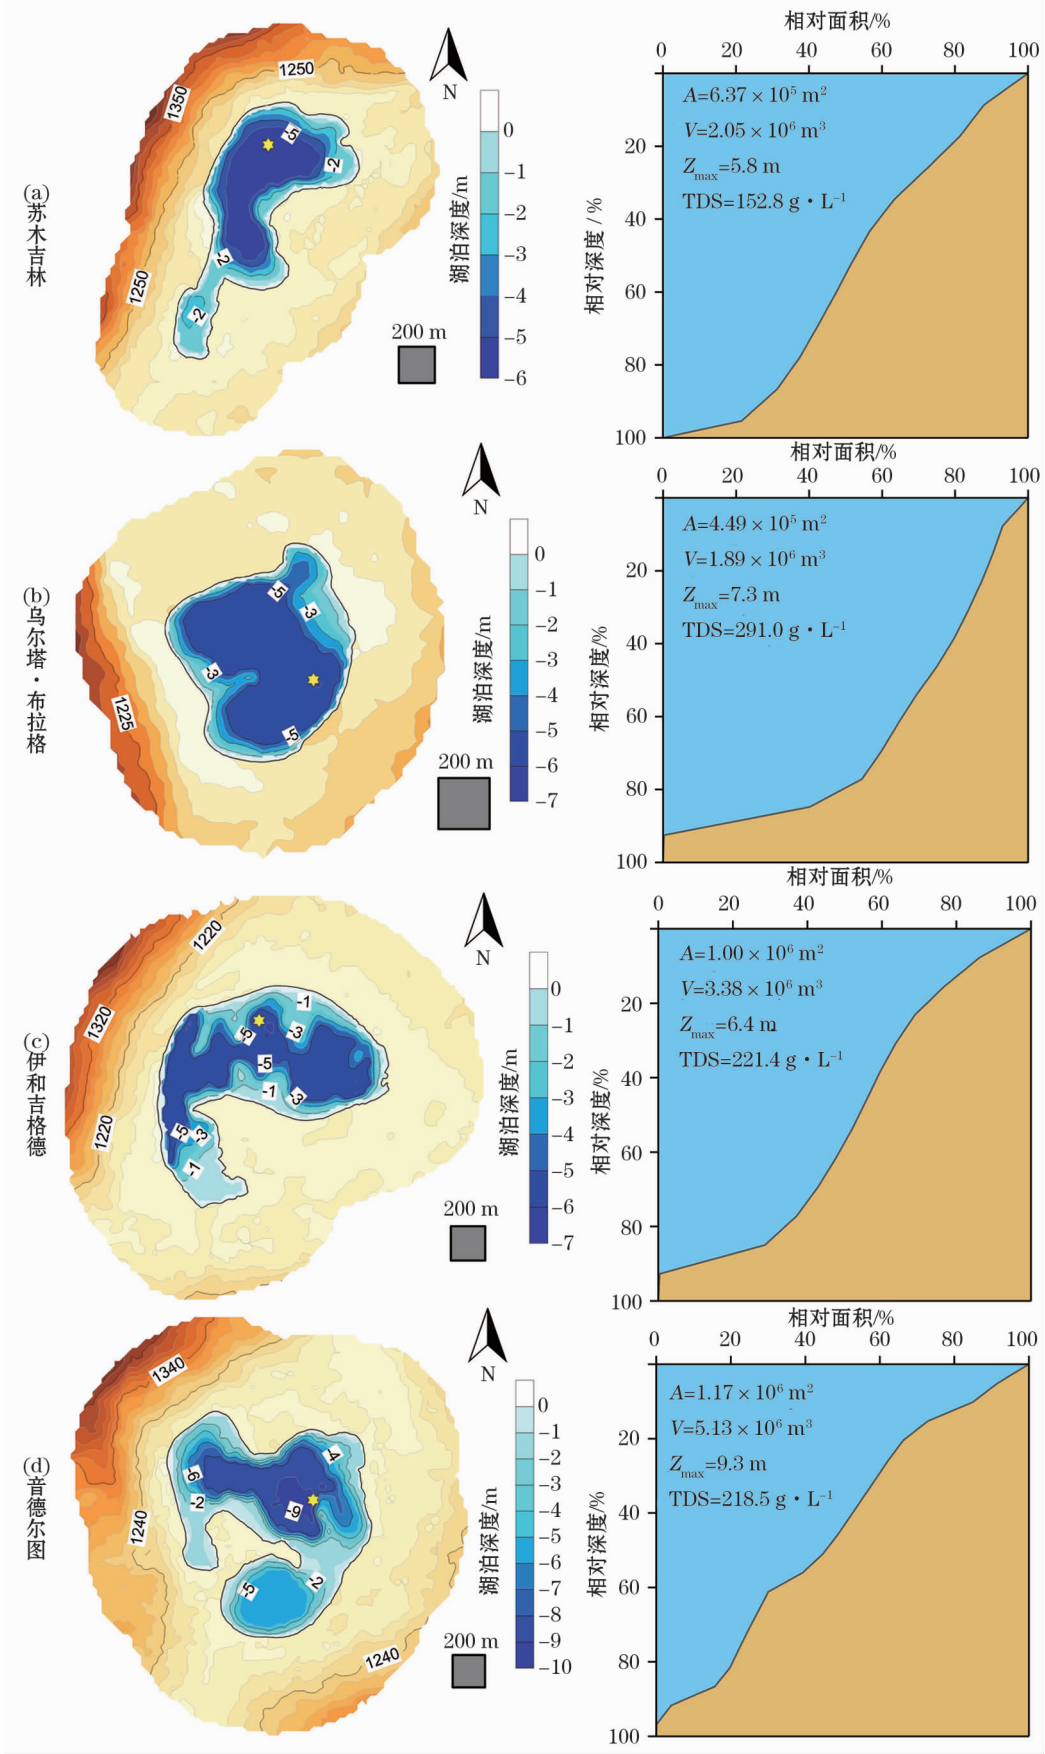 (a)苏木吉林
1350
1250
1250
-5
-2
-2
-2
N
200 m
湖泊深度/m
0
-1
-2
-3
-4
-5
-6
相对面积/%
0 20 40 60 80 100
相对深度/%
20
40
60
80
100
A=6.37×10⁵ m²
V=2.05×10⁶ m³
Zmax=5.8 m
TDS=152.8 g·L⁻¹
(b)乌尔塔·布拉格
1225
-5
-3
-3
-5
N
200 m
湖泊深度/m
0
-1
-2
-3
-4
-5
-6
-7
相对面积/%
0 20 40 60 80 100
相对深度/%
20
40
60
80
100
A=4.49×10⁵ m²
V=1.89×10⁶ m³
Zmax=7.3 m
TDS=291.0 g·L⁻¹
(c)伊和吉格德
1220
1320
1220
-1
-5
-3
-5
-1
-3
-5
-3
-1
N
200 m
湖泊深度/m
0
-1
-2
-3
-4
-5
-6
-7
相对面积/%
0 20 40 60 80 100
相对深度/%
20
40
60
80
100
A=1.00×10⁶ m²
V=3.38×10⁶ m³
Zmax=6.4 m
TDS=221.4 g·L⁻¹
(d)音德尔图
1340
1240
1240
-4
-6
-2
-9
-5
-2
N
200 m
湖泊深度/m
0
-1
-2
-3
-4
-5
-6
-7
-8
-9
-10
相对面积/%
0 20 40 60 80 100
相对深度/%
20
40
60
80
100
A=1.17×10⁶ m²
V=5.13×10⁶ m³
Zmax=9.3 m
TDS=218.5 g·L⁻¹